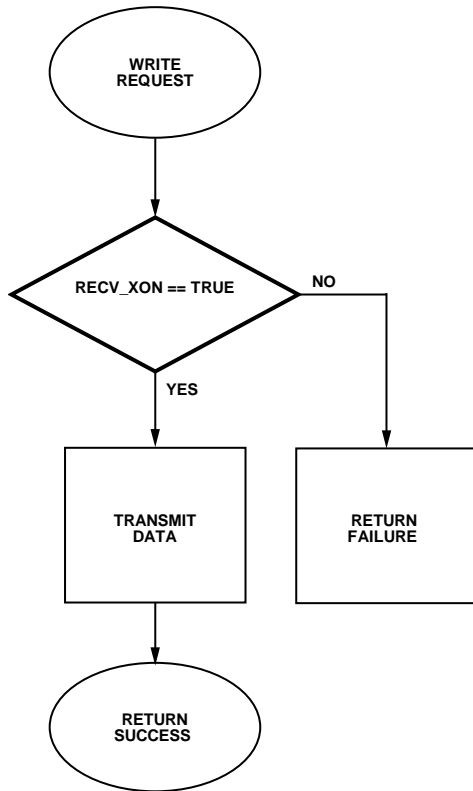 WRITE
REQUEST
RECV_XON == TRUE
NO
YES
TRANSMIT
DATA
RETURN
FAILURE
RETURN
SUCCESS